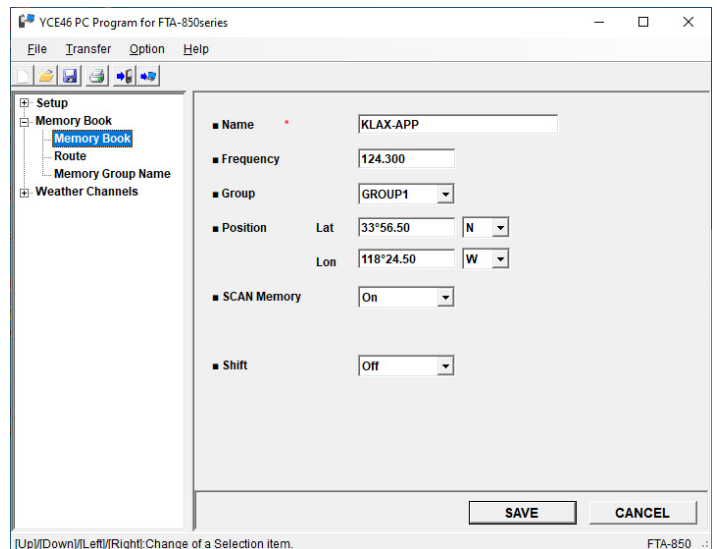 YCE46 PC Program for FTA-850series
File Transfer Option Help
Setup
Memory Book
Memory Book
Route
Memory Group Name
Weather Channels
■ Name * KLAX-APP
■ Frequency 124.300
■ Group GROUP1
■ Position Lat 33°56.50 N
Lon 118°24.50 W
■ SCAN Memory On
■ Shift Off
SAVE CANCEL
[Up]/[Down]/[Left]/[Right]:Change of a Selection item. FTA-850